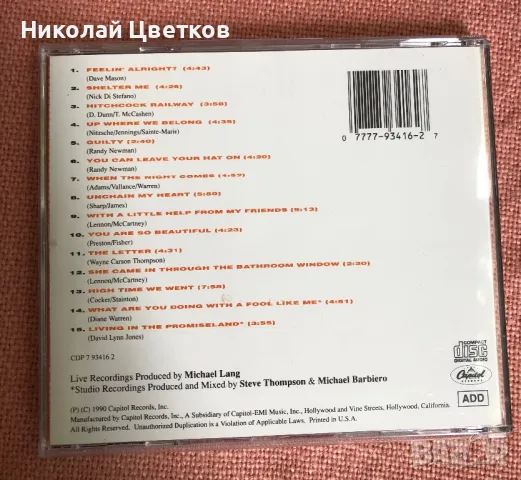 Николай Цветков
1. FEELIN' ALRIGHT? (4:43)
(Dave Mason)
2. SHELTER ME (4:26)
(Nick Di Stefano)
3. HITCHCOCK RAILWAY (3:58)
(D. Dunn/T. McCashen)
4. UP WHERE WE BELONG (4:35)
(Nitzsche/Jennings/Sainte-Marie)
5. GUILTY (2:40)
(Randy Newman)
6. YOU CAN LEAVE YOUR HAT ON (4:20)
(Randy Newman)
7. WHEN THE NIGHT COMES (4:57)
(Adams/Vallance/Warren)
8. UNCHAIN MY HEART (5:50)
(Sharp/James)
9. WITH A LITTLE HELP FROM MY FRIENDS (9:13)
(Lennon/McCartney)
10. YOU ARE SO BEAUTIFUL (4:23)
(Preston/Fisher)
11. THE LETTER (4:31)
(Wayne Carson Thompson)
12. SHE CAME IN THROUGH THE BATHROOM WINDOW (2:30)
(Lennon/McCartney)
13. HIGH TIME WE WENT (7:58)
(Cocker/Stainton)
14. WHAT ARE YOU DOING WITH A FOOL LIKE ME* (4:51)
(Diane Warren)
15. LIVING IN THE PROMISELAND* (3:55)
(David Lynn Jones)
0 7777-93416-2 7
CDP 7 93416 2
Live Recordings Produced by Michael Lang
*Studio Recordings Produced and Mixed by Steve Thompson & Michael Barbiero
(P) (C) 1990 Capitol Records, Inc.
Manufactured by Capitol Records, Inc., A Subsidiary of Capitol-EMI Music, Inc., Hollywood and Vine Streets, Hollywood, California.
All Rights Reserved. Unauthorized Duplication is a Violation of Applicable Laws. Printed in U.S.A.
COMPACT
disc
DIGITAL AUDIO
Capitol
ADD